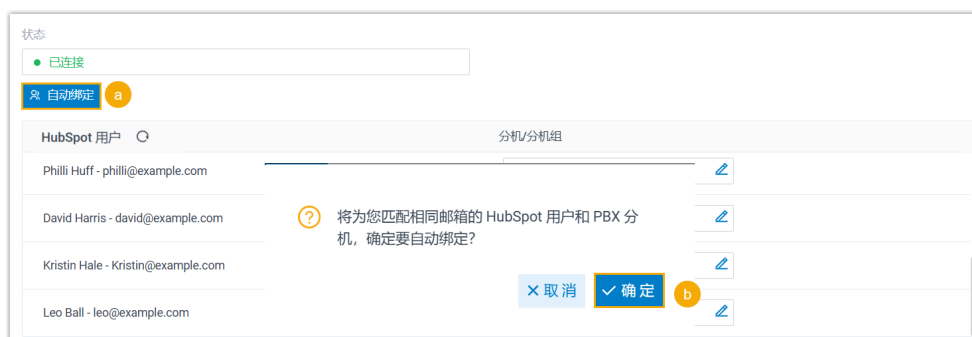 状态
已连接
自动绑定 a
HubSpot 用户 分机/分机组
Philli Huff - philli@example.com
David Harris - david@example.com
将为您匹配相同邮箱的 HubSpot 用户和 PBX 分
机，确定要自动绑定？
Kristin Hale - Kristin@example.com
取消 确定 b
Leo Ball - leo@example.com